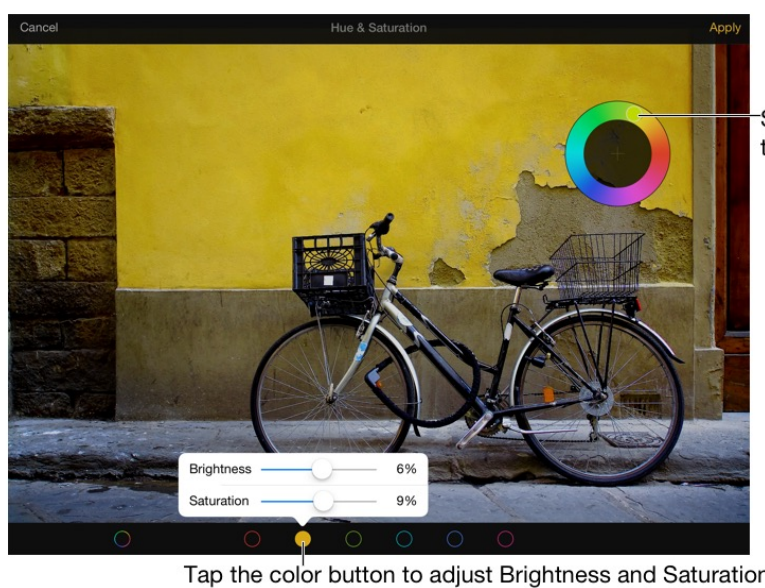 Cancel
Hue & Saturation
Apply
Brightness
6%
Saturation
9%
Tap the color button to adjust Brightness and Saturation